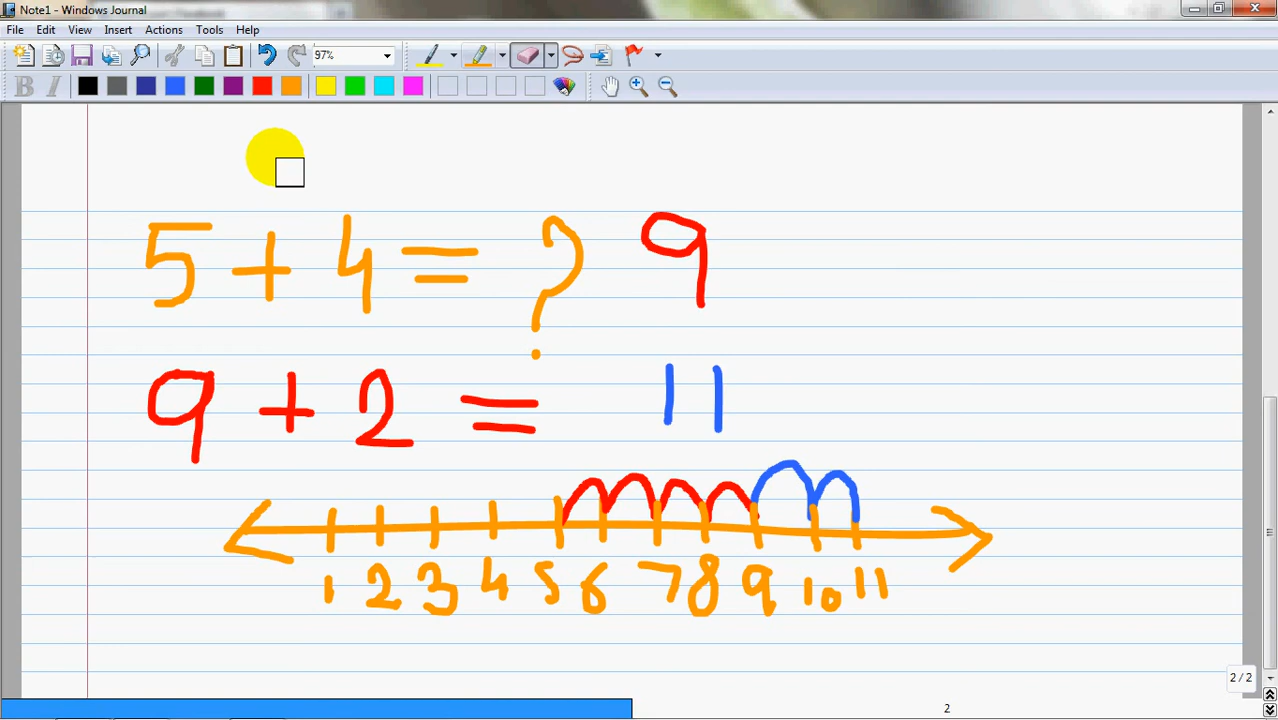 Note1 - Windows Journal
File Edit View Insert Actions Tools Help
97%
B I
5 + 4 = ? 9
9 + 2 = 11
1 2 3 4 5 6 7 8 9 10 11
2 / 2
2